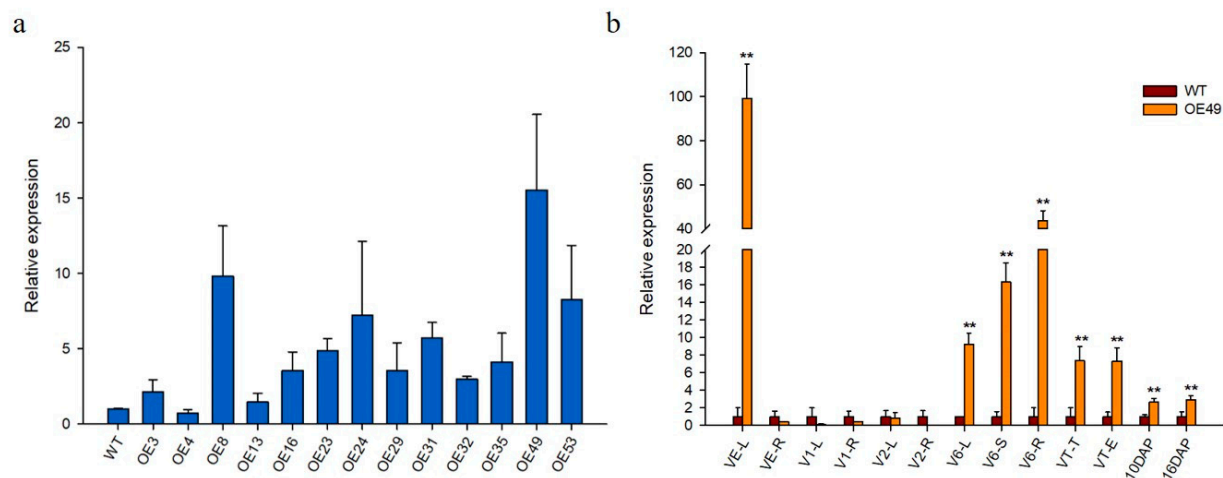 a
b
Relative expression
25
20
15
10
5
0
WT
OE3
OE4
OE8
OE13
OE16
OE23
OE24
OE29
OE31
OE32
OE35
OE49
OE53
Relative expression
120
100
80
60
40
20
18
16
14
12
10
8
6
4
2
0
**
**
**
**
**
**
**
**
WT
OE49
VE-L
VE-R
V1-L
V1-R
V2-L
V2-R
V6-L
V6-S
V6-R
VT-T
VT-E
10DAP
16DAP